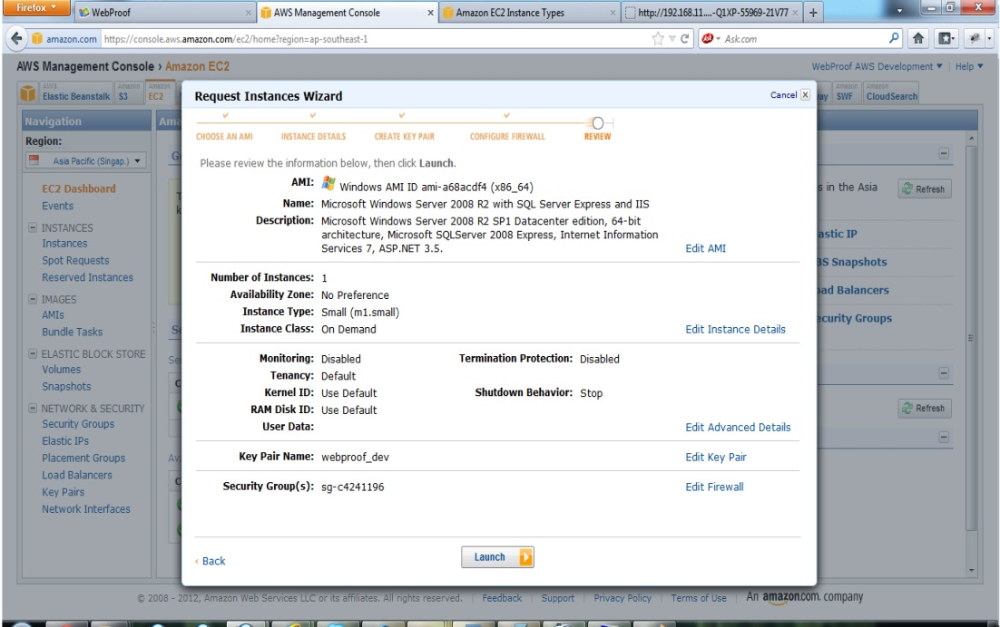 Firefox
WebProof
AWS Management Console
Amazon EC2 Instance Types
http://192.168.11....-Q1XP-55969-21V77
amazon.com
https://console.aws.amazon.com/ec2/home?region=ap-southeast-1
Ask.com
AWS Management Console › Amazon EC2
WebProof AWS Development
Help
AWS
Elastic Beanstalk
Amazon
S3
Amazon
EC2
Amazon
SWF
Amazon
CloudSearch
Navigation
Region:
Asia Pacific (Singap.)
EC2 Dashboard
Events
INSTANCES
Instances
Spot Requests
Reserved Instances
IMAGES
AMIs
Bundle Tasks
ELASTIC BLOCK STORE
Volumes
Snapshots
NETWORK & SECURITY
Security Groups
Elastic IPs
Placement Groups
Load Balancers
Key Pairs
Network Interfaces
Request Instances Wizard
Cancel x
CHOOSE AN AMI
INSTANCE DETAILS
CREATE KEY PAIR
CONFIGURE FIREWALL
REVIEW
Please review the information below, then click Launch.
AMI: Windows AMI ID ami-a68acdf4 (x86_64)
Name: Microsoft Windows Server 2008 R2 with SQL Server Express and IIS
Description: Microsoft Windows Server 2008 R2 SP1 Datacenter edition, 64-bit
architecture, Microsoft SQLServer 2008 Express, Internet Information
Services 7, ASP.NET 3.5.
Edit AMI
Number of Instances: 1
Availability Zone: No Preference
Instance Type: Small (m1.small)
Instance Class: On Demand
Edit Instance Details
Monitoring: Disabled
Termination Protection: Disabled
Tenancy: Default
Kernel ID: Use Default
Shutdown Behavior: Stop
RAM Disk ID: Use Default
User Data:
Edit Advanced Details
Key Pair Name: webproof_dev
Edit Key Pair
Security Group(s): sg-c4241196
Edit Firewall
‹ Back
Launch
s in the Asia
Refresh
astic IP
BS Snapshots
oad Balancers
ecurity Groups
Refresh
© 2008 - 2012, Amazon Web Services LLC or its affiliates. All rights reserved.
Feedback
Support
Privacy Policy
Terms of Use
An amazon.com. company